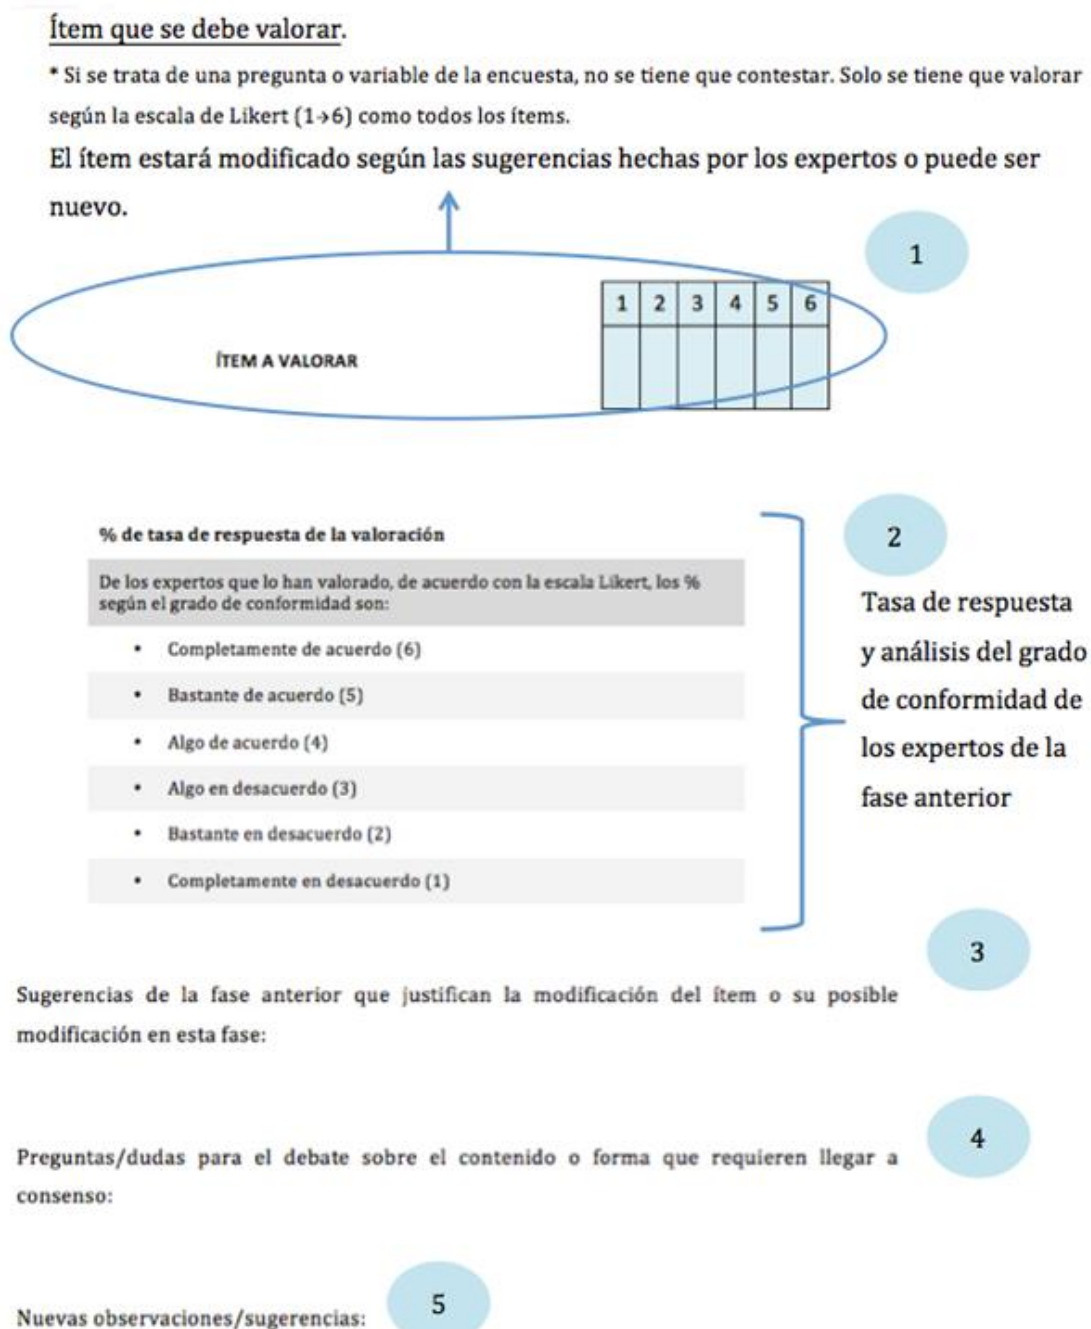 Ítem que se debe valorar.
* Si se trata de una pregunta o variable de la encuesta, no se tiene que contestar. Solo se tiene que valorar
según la escala de Likert (1→6) como todos los ítems.
El ítem estará modificado según las sugerencias hechas por los expertos o puede ser
nuevo.
1
1 2 3 4 5 6
ÍTEM A VALORAR
% de tasa de respuesta de la valoración
De los expertos que lo han valorado, de acuerdo con la escala Likert, los %
según el grado de conformidad son:
• Completamente de acuerdo (6)
• Bastante de acuerdo (5)
• Algo de acuerdo (4)
• Algo en desacuerdo (3)
• Bastante en desacuerdo (2)
• Completamente en desacuerdo (1)
2
Tasa de respuesta
y análisis del grado
de conformidad de
los expertos de la
fase anterior
3
Sugerencias de la fase anterior que justifican la modificación del ítem o su posible
modificación en esta fase:
4
Preguntas/dudas para el debate sobre el contenido o forma que requieren llegar a
consenso:
5
Nuevas observaciones/sugerencias: